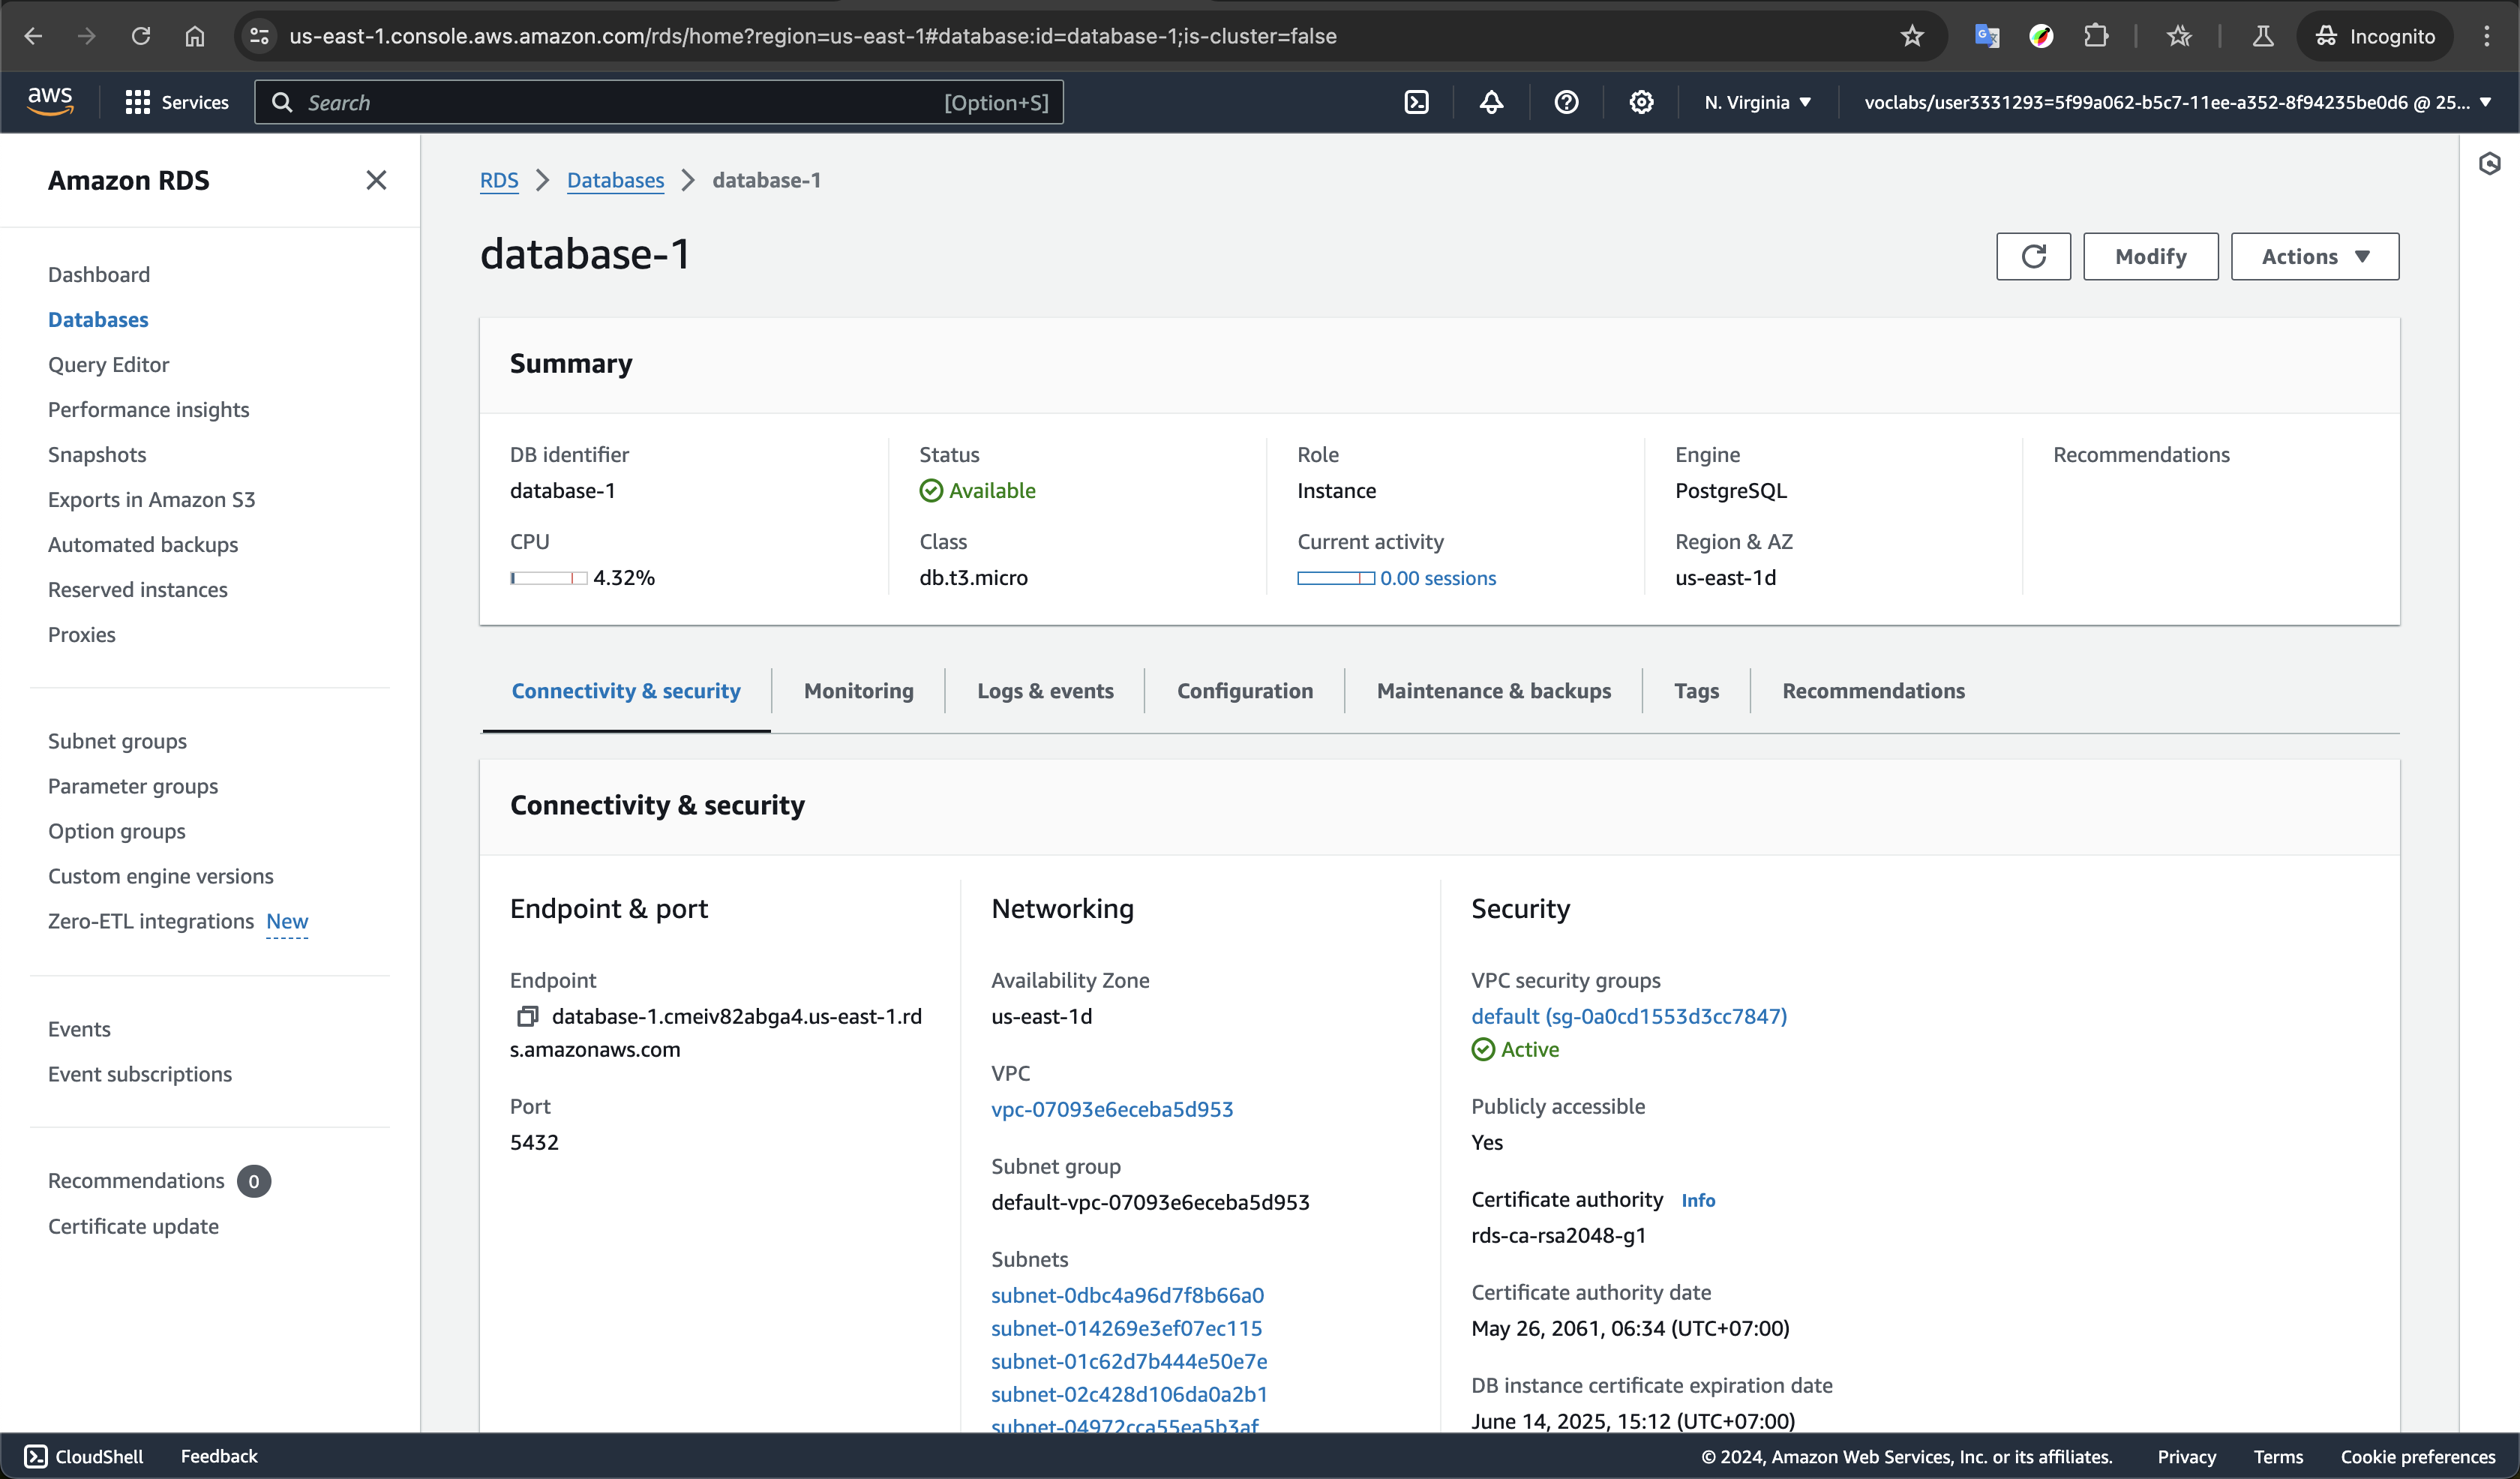 us-east-1.console.aws.amazon.com/rds/home?region=us-east-1#database:id=database-1;is-cluster=false
Incognito
aws
Services
Search
[Option+S]
N. Virginia
voclabs/user3331293=5f99a062-b5c7-11ee-a352-8f94235be0d6 @ 25...
Amazon RDS
Dashboard
Databases
Query Editor
Performance insights
Snapshots
Exports in Amazon S3
Automated backups
Reserved instances
Proxies
Subnet groups
Parameter groups
Option groups
Custom engine versions
Zero-ETL integrations New
Events
Event subscriptions
Recommendations 0
Certificate update
RDS > Databases > database-1
database-1
Modify
Actions
Summary
DB identifier
database-1
CPU
4.32%
Status
Available
Class
db.t3.micro
Role
Instance
Current activity
0.00 sessions
Engine
PostgreSQL
Region & AZ
us-east-1d
Recommendations
Connectivity & security
Monitoring
Logs & events
Configuration
Maintenance & backups
Tags
Recommendations
Connectivity & security
Endpoint & port
Endpoint
database-1.cmeiv82abga4.us-east-1.rd
s.amazonaws.com
Port
5432
Networking
Availability Zone
us-east-1d
VPC
vpc-07093e6eceba5d953
Subnet group
default-vpc-07093e6eceba5d953
Subnets
subnet-0dbc4a96d7f8b66a0
subnet-014269e3ef07ec115
subnet-01c62d7b444e50e7e
subnet-02c428d106da0a2b1
subnet-04972cca55ea5b3af
Security
VPC security groups
default (sg-0a0cd1553d3cc7847)
Active
Publicly accessible
Yes
Certificate authority Info
rds-ca-rsa2048-g1
Certificate authority date
May 26, 2061, 06:34 (UTC+07:00)
DB instance certificate expiration date
June 14, 2025, 15:12 (UTC+07:00)
CloudShell
Feedback
© 2024, Amazon Web Services, Inc. or its affiliates.
Privacy
Terms
Cookie preferences